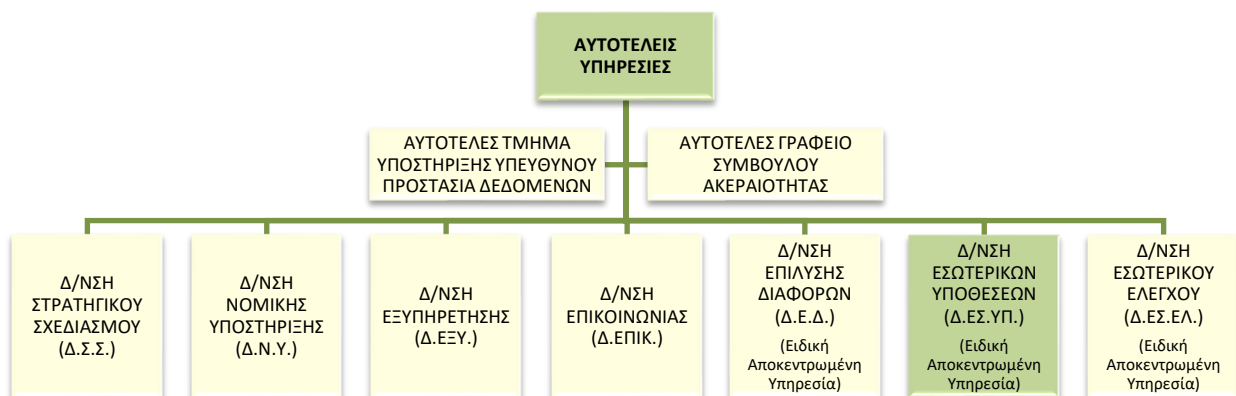 ΑΥΤΟΤΕΛΕΙΣ
ΥΠΗΡΕΣΙΕΣ
ΑΥΤΟΤΕΛΕΣ ΤΜΗΜΑ
ΥΠΟΣΤΗΡΙΞΗΣ ΥΠΕΥΘΥΝΟΥ
ΠΡΟΣΤΑΣΙΑ ΔΕΔΟΜΕΝΩΝ
ΑΥΤΟΤΕΛΕΣ ΓΡΑΦΕΙΟ
ΣΥΜΒΟΥΛΟΥ
ΑΚΕΡΑΙΟΤΗΤΑΣ
Δ/ΝΣΗ
ΣΤΡΑΤΗΓΙΚΟΥ
ΣΧΕΔΙΑΣΜΟΥ
(Δ.Σ.Σ.)
Δ/ΝΣΗ
ΝΟΜΙΚΗΣ
ΥΠΟΣΤΗΡΙΞΗΣ
(Δ.Ν.Υ.)
Δ/ΝΣΗ
ΕΞΥΠΗΡΕΤΗΣΗΣ
(Δ.ΕΞΥ.)
Δ/ΝΣΗ
ΕΠΙΚΟΙΝΩΝΙΑΣ
(Δ.ΕΠΙΚ.)
Δ/ΝΣΗ
ΕΠΙΛΥΣΗΣ
ΔΙΑΦΟΡΩΝ
(Δ.Ε.Δ.)
(Ειδική
Αποκεντρωμένη
Υπηρεσία)
Δ/ΝΣΗ
ΕΣΩΤΕΡΙΚΩΝ
ΥΠΟΘΕΣΕΩΝ
(Δ.ΕΣ.ΥΠ.)
(Ειδική
Αποκεντρωμένη
Υπηρεσία)
Δ/ΝΣΗ
ΕΣΩΤΕΡΙΚΟΥ
ΕΛΕΓΧΟΥ
(Δ.ΕΣ.ΕΛ.)
(Ειδική
Αποκεντρωμένη
Υπηρεσία)